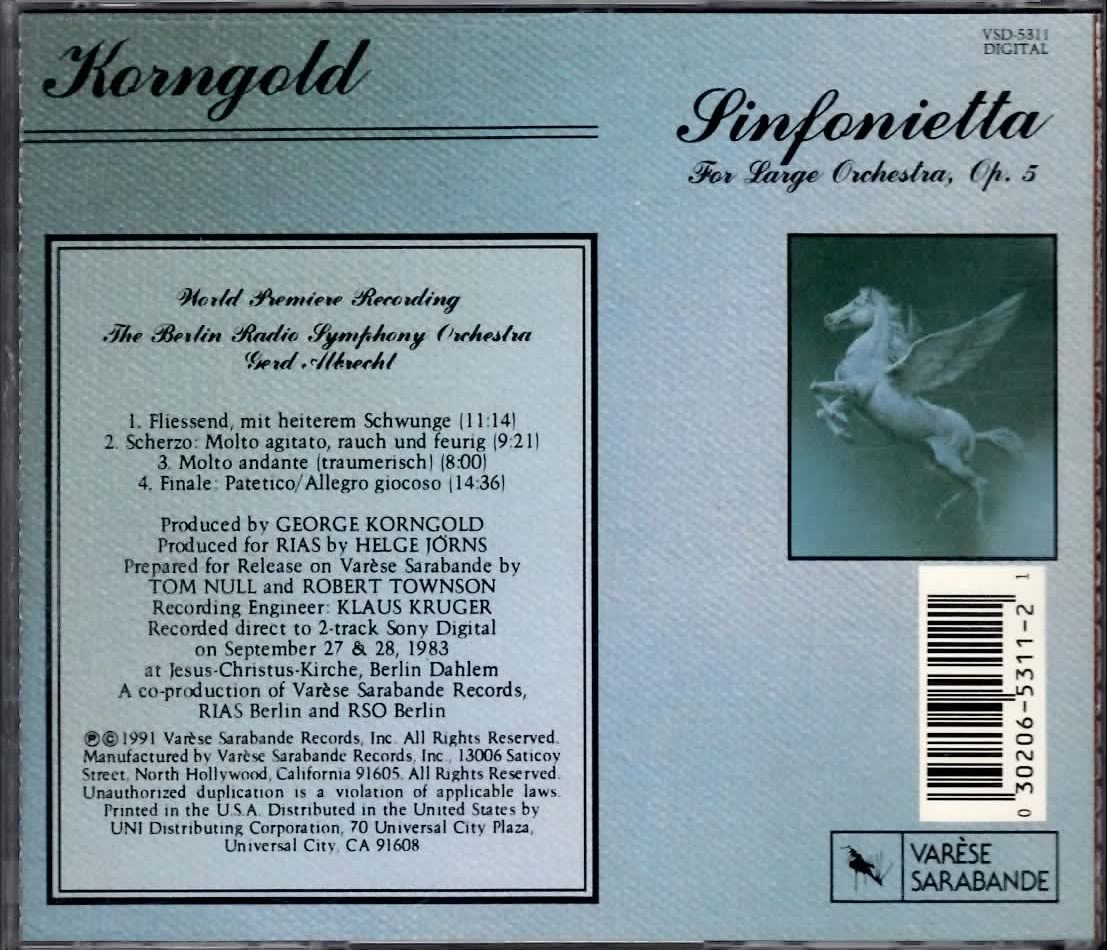 Korngold
VSD-5311
DIGITAL
Sinfonietta
For Large Orchestra, Op. 5
World Premiere Recording
The Berlin Radio Symphony Orchestra
Gerd Albrecht
1. Fliessend, mit heiterem Schwunge (11:14)
2. Scherzo: Molto agitato, rauch und feurig (9:21)
3. Molto andante (traumerisch) (8:00)
4. Finale: Patetico/Allegro giocoso (14:36)
Produced by GEORGE KORNGOLD
Produced for RIAS by HELGE JÖRNS
Prepared for Release on Varèse Sarabande by
TOM NULL and ROBERT TOWNSON
Recording Engineer: KLAUS KRUGER
Recorded direct to 2-track Sony Digital
on September 27 & 28, 1983
at Jesus-Christus-Kirche, Berlin Dahlem
A co-production of Varèse Sarabande Records,
RIAS Berlin and RSO Berlin
℗©1991 Varèse Sarabande Records, Inc. All Rights Reserved.
Manufactured by Varèse Sarabande Records, Inc., 13006 Saticoy
Street, North Hollywood, California 91605. All Rights Reserved.
Unauthorized duplication is a violation of applicable laws.
Printed in the U.S.A. Distributed in the United States by
UNI Distributing Corporation, 70 Universal City Plaza,
Universal City, CA 91608
0 30206-5311-2 1
VARÈSE
SARABANDE